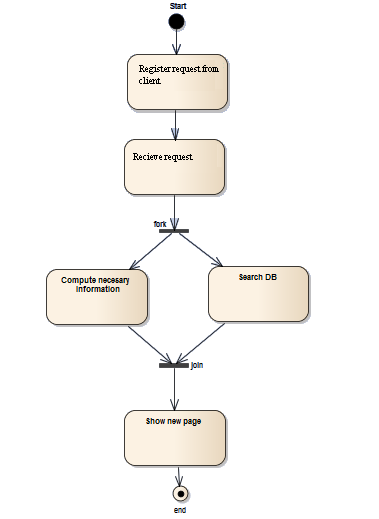 Start
Register request from
client
Recieve request
fork
Compute necesary
information
Search DB
join
Show new page
end